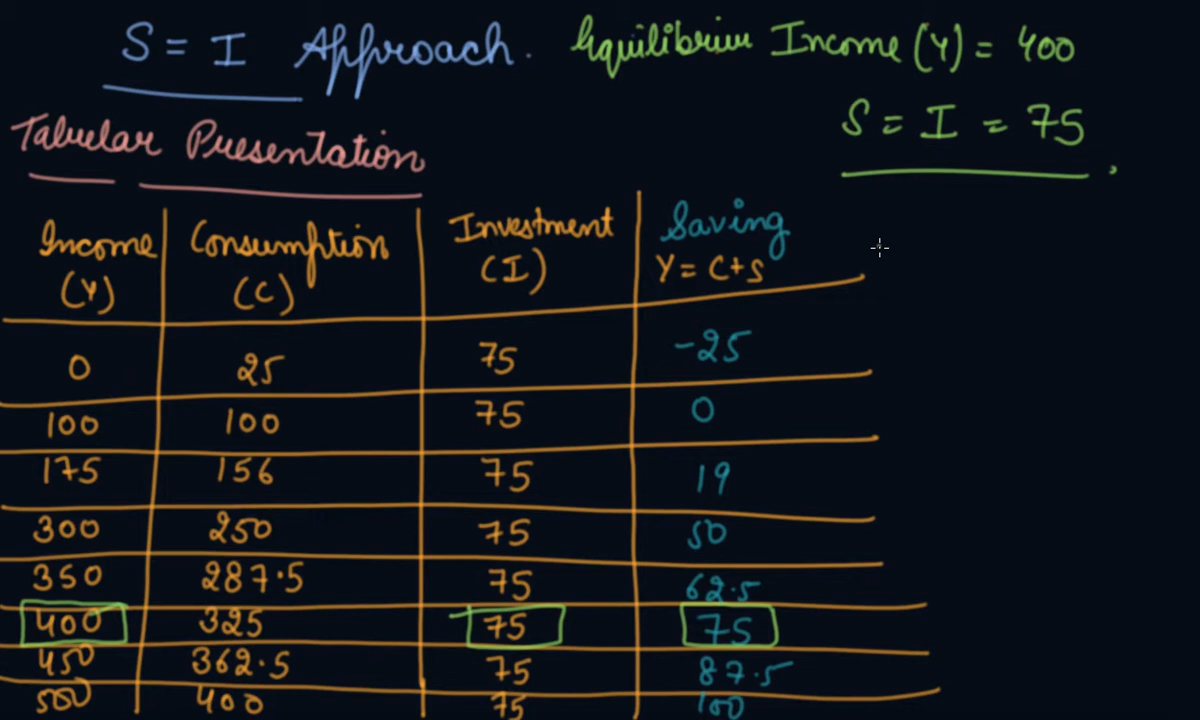 S = I Approach. Equilibrium Income (Y) = 400
S = I = 75.
Tabular Presentation
Income (Y) Consumption (C) Investment (I) Saving Y = C+S
0 25 75 -25
100 100 75 0
175 156 75 19
300 250 75 50
350 287.5 75 62.5
400 325 75 75
450 362.5 75 87.5
500 400 75 100